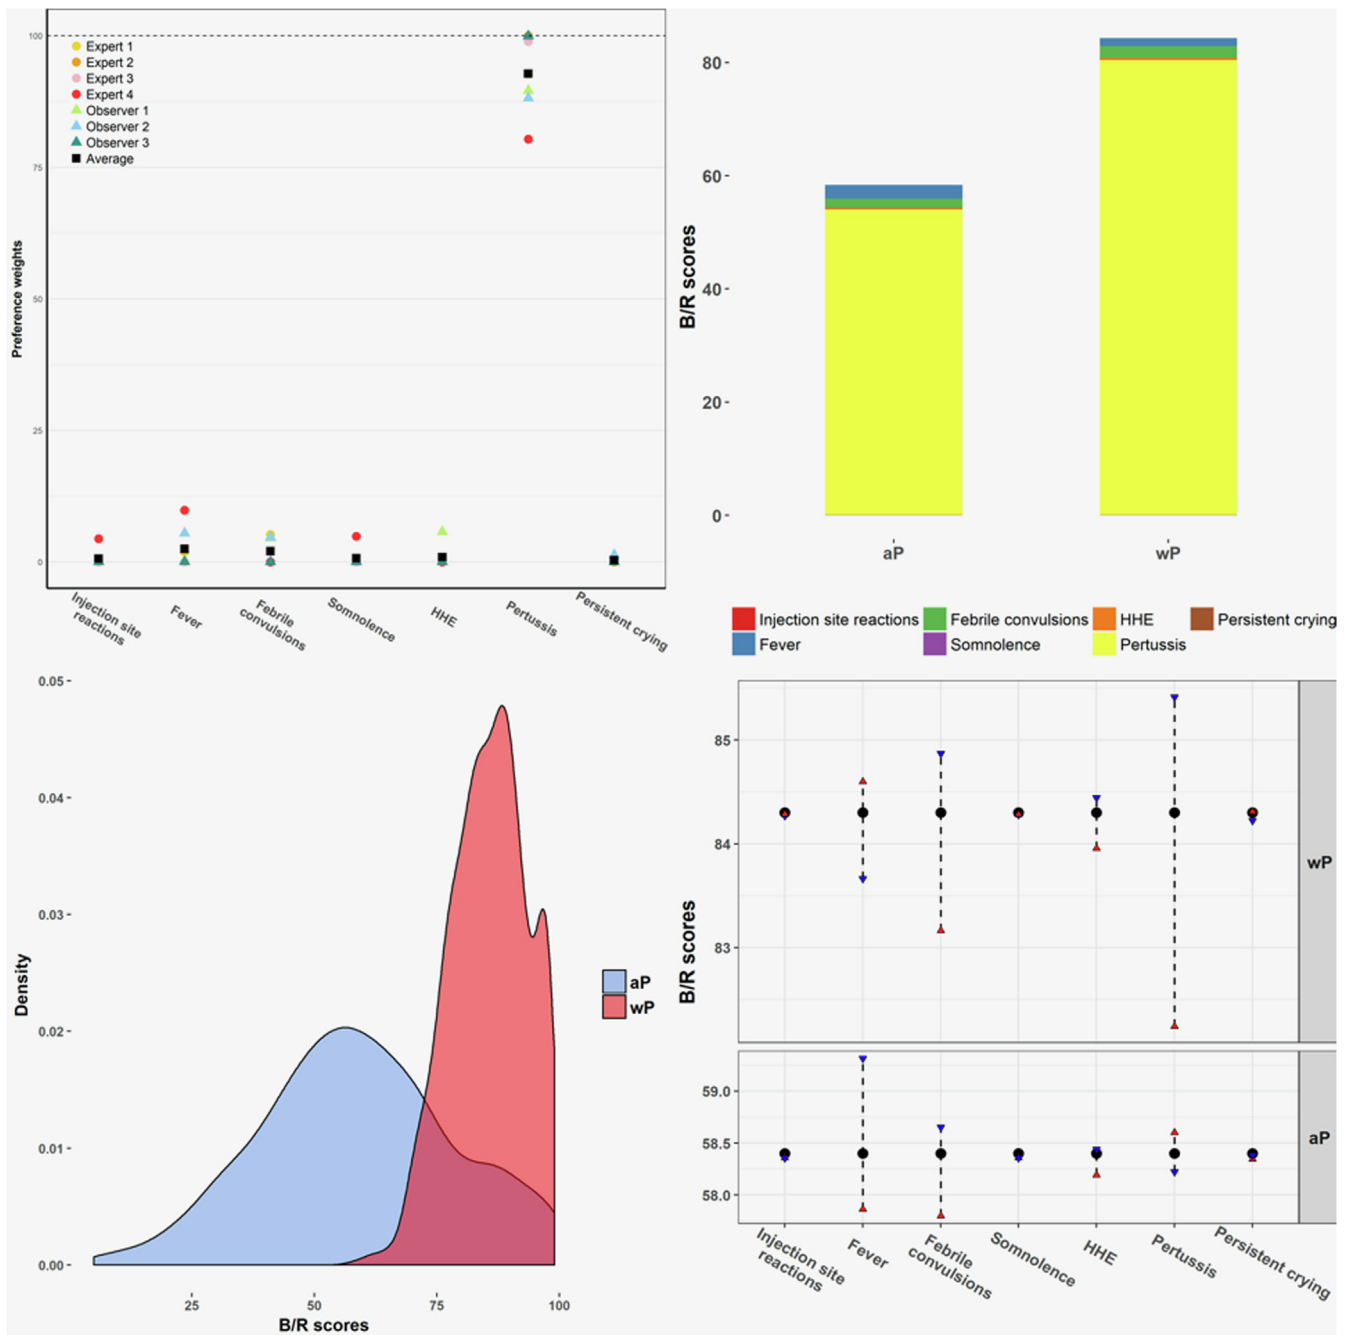 100
75
50
25
0
Preference weights
Expert 1
Expert 2
Expert 3
Expert 4
Observer 1
Observer 2
Observer 3
Average
Injection site
reactions
Fever
Febrile
convulsions
Somnolence
HHE
Pertussis
Persistent crying
80
60
40
20
0
B/R scores
aP
wP
Injection site reactions
Febrile convulsions
HHE
Persistent crying
Fever
Somnolence
Pertussis
0.05
0.04
0.03
0.02
0.01
0.00
Density
25
50
75
100
B/R scores
aP
wP
85
84
83
wP
B/R scores
59.0
58.5
58.0
aP
Injection site
reactions
Fever
Febrile
convulsions
Somnolence
HHE
Pertussis
Persistent crying